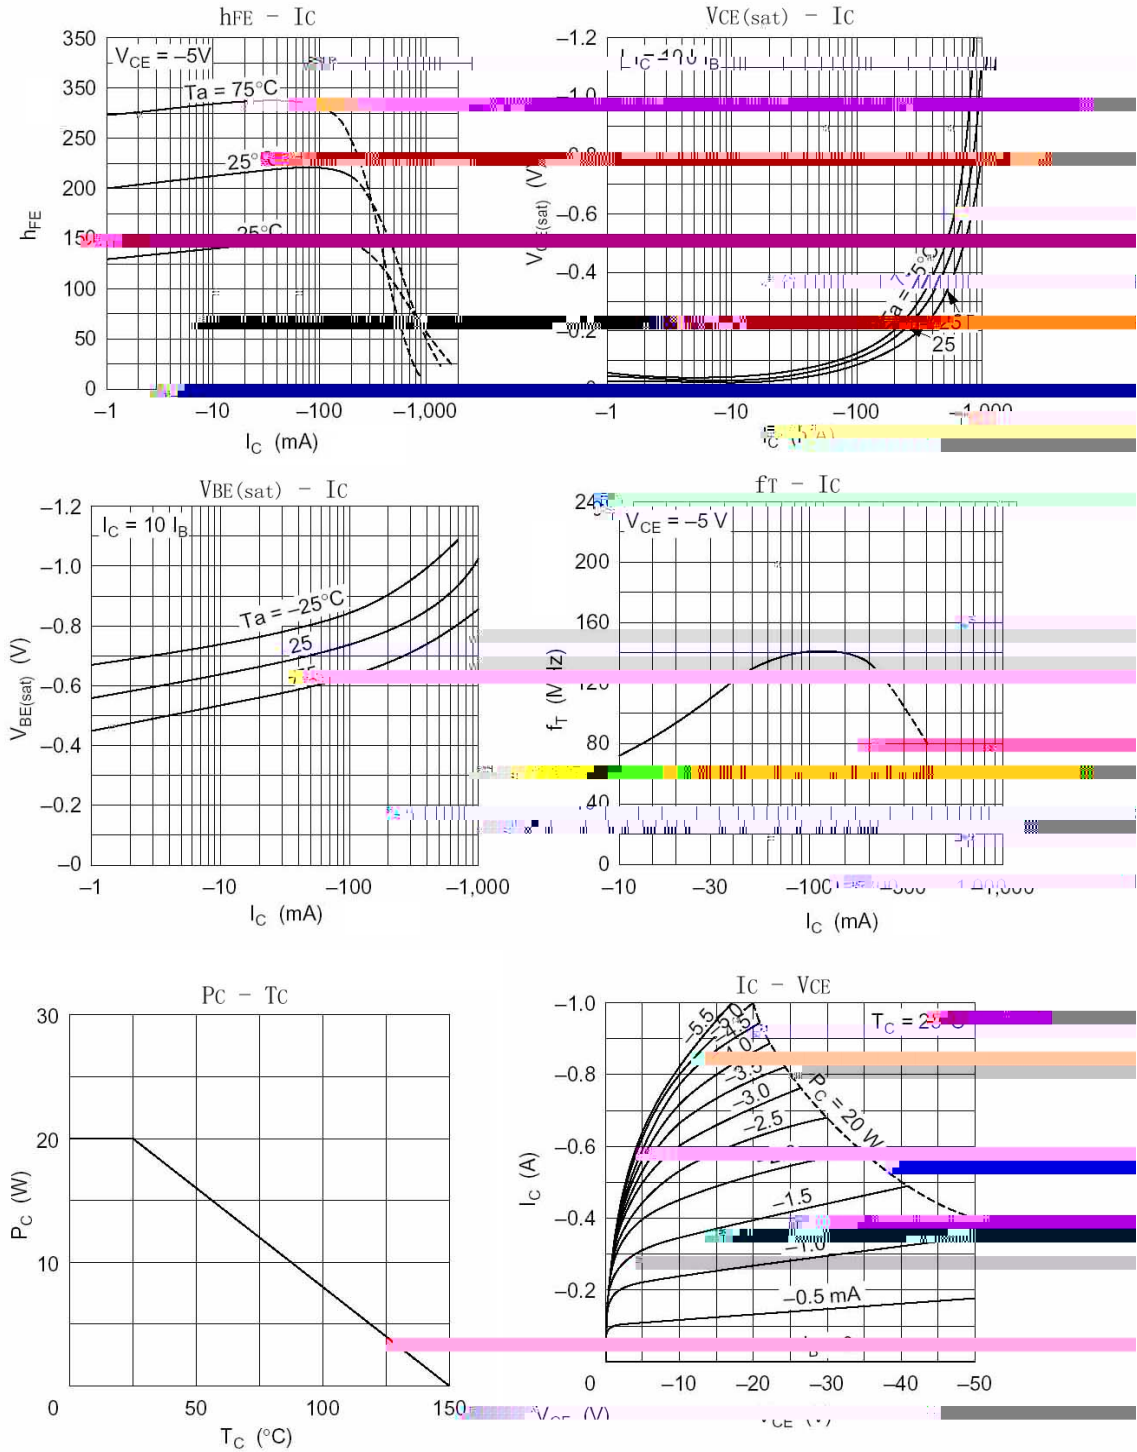 hFE - IC
350
350
250
200
150
100
50
0
hFE
VCE = –5V
Ta = 75°C
25°
25°C
–1 –10 –100 –1,000
IC (mA)
VCE(sat) - IC
–1.2
–0.6
–0.4
–0.2
–1 –10 –100
VBE(sat) - IC
–1.2
–1.0
–0.8
–0.6
–0.4
–0.2
–0
VBE(sat) (V)
IC = 10 IB
Ta = –25°C
25
–1 –10 –100 –1,000
IC (mA)
fT - IC
200
160
120
80
40
0
VCE = –5 V
–10 –30 –100
IC (mA)
PC - TC
30
20
10
0
PC (W)
50 100 150
TC (°C)
IC - VCE
–1.0
–0.8
–0.6
–0.4
–0.2
0
IC (A)
–5.5
–5.0
–4.5
–3.5
–3.0
–2.5
–1.5
–1.0
–0.5 mA
PC = 20 W
–10 –20 –30 –40 –50